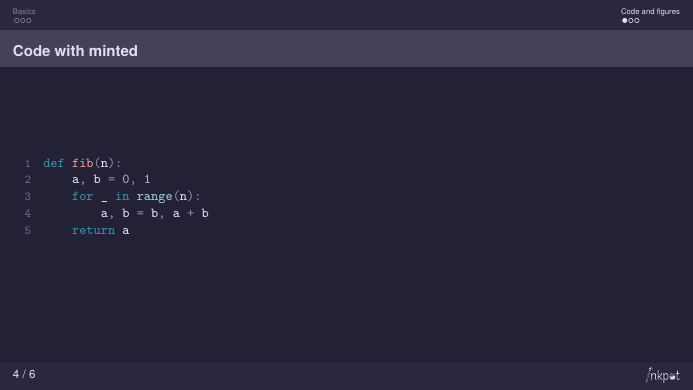 Basics
Code and figures
Code with minted
1 def fib(n):
2     a, b = 0, 1
3     for _ in range(n):
4         a, b = b, a + b
5     return a
4 / 6
inkpot